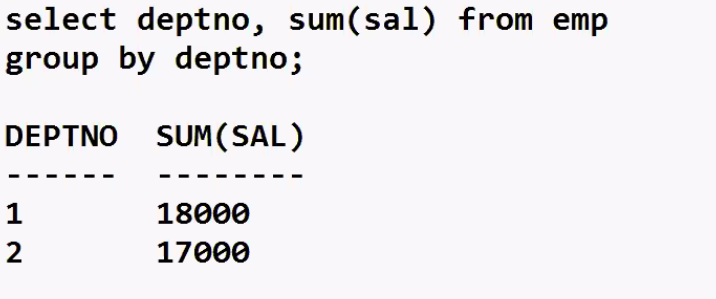 select deptno, sum(sal) from emp
group by deptno;
DEPTNO  SUM(SAL)
------  --------
1       18000
2       17000